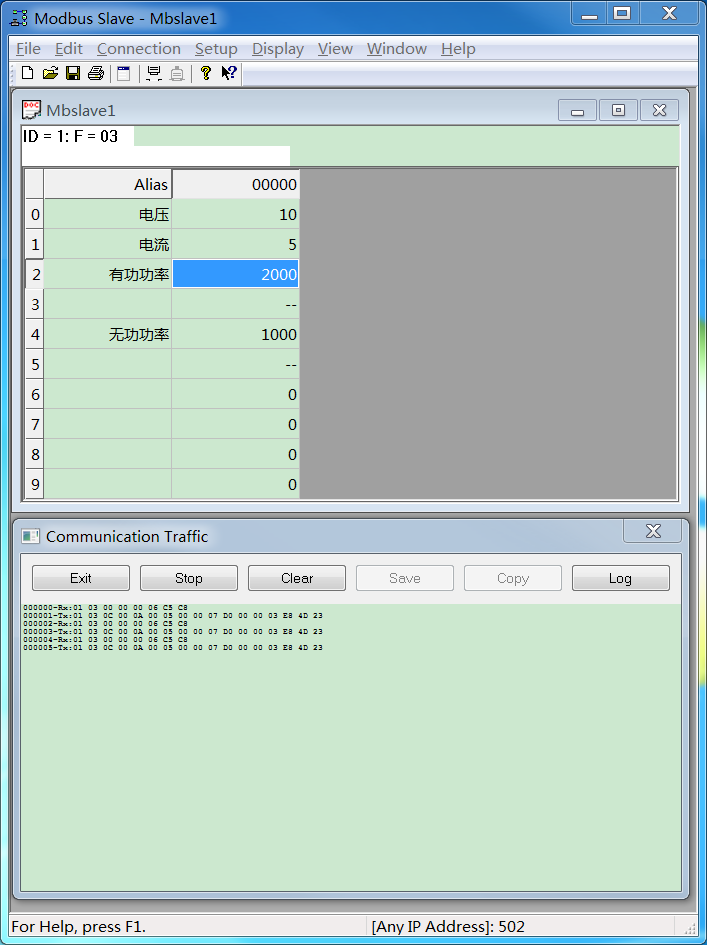 Modbus Slave - Mbslave1
File Edit Connection Setup Display View Window Help
Mbslave1
ID = 1: F = 03
Alias 00000
0 电压 10
1 电流 5
2 有功功率 2000
3 --
4 无功功率 1000
5 --
6 0
7 0
8 0
9 0
Communication Traffic
Exit Stop Clear Save Copy Log
000000-Rx:01 03 00 00 00 06 C5 C8
000001-Tx:01 03 0C 00 0A 00 05 00 00 07 D0 00 00 03 E8 4D 23
000002-Rx:01 03 00 00 00 06 C5 C8
000003-Tx:01 03 0C 00 0A 00 05 00 00 07 D0 00 00 03 E8 4D 23
000004-Rx:01 03 00 00 00 06 C5 C8
000005-Tx:01 03 0C 00 0A 00 05 00 00 07 D0 00 00 03 E8 4D 23
For Help, press F1. [Any IP Address]: 502